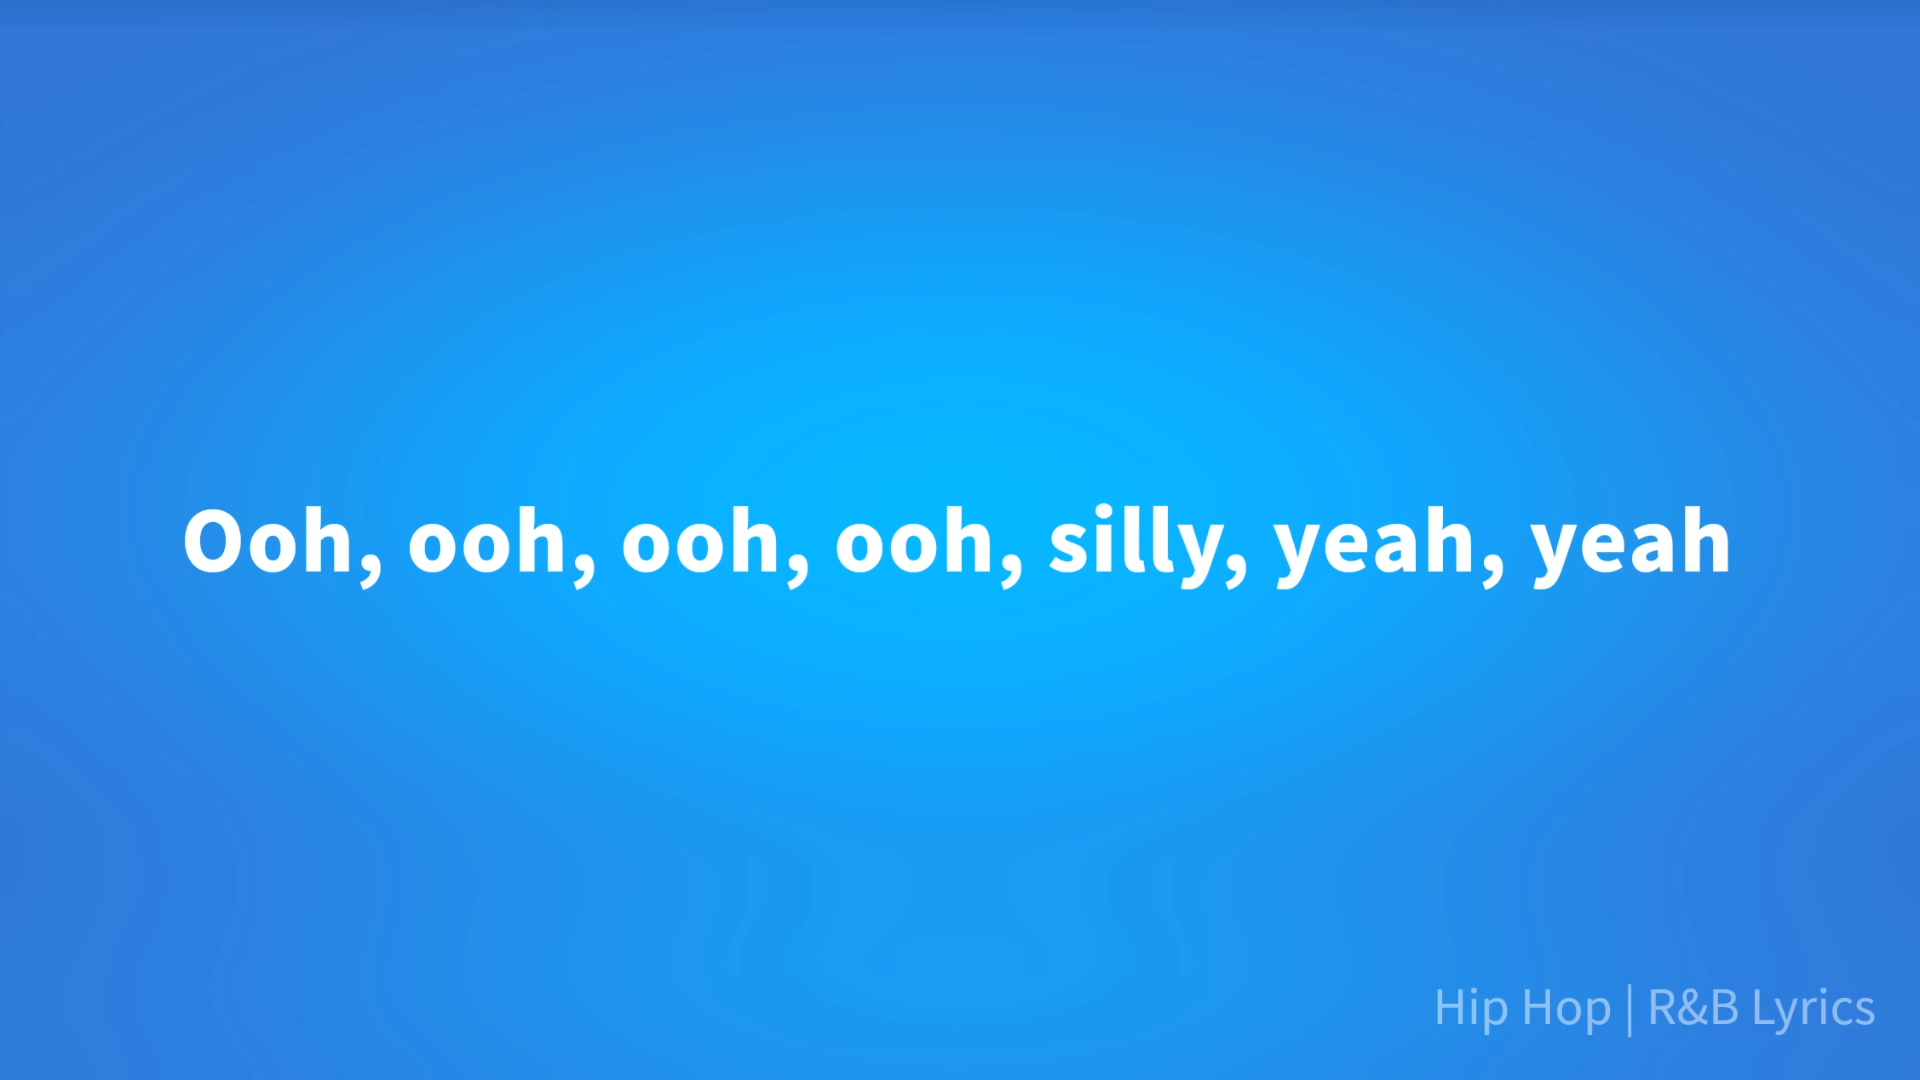 Ooh, ooh, ooh, ooh, silly, yeah, yeah
Hip Hop | R&B Lyrics